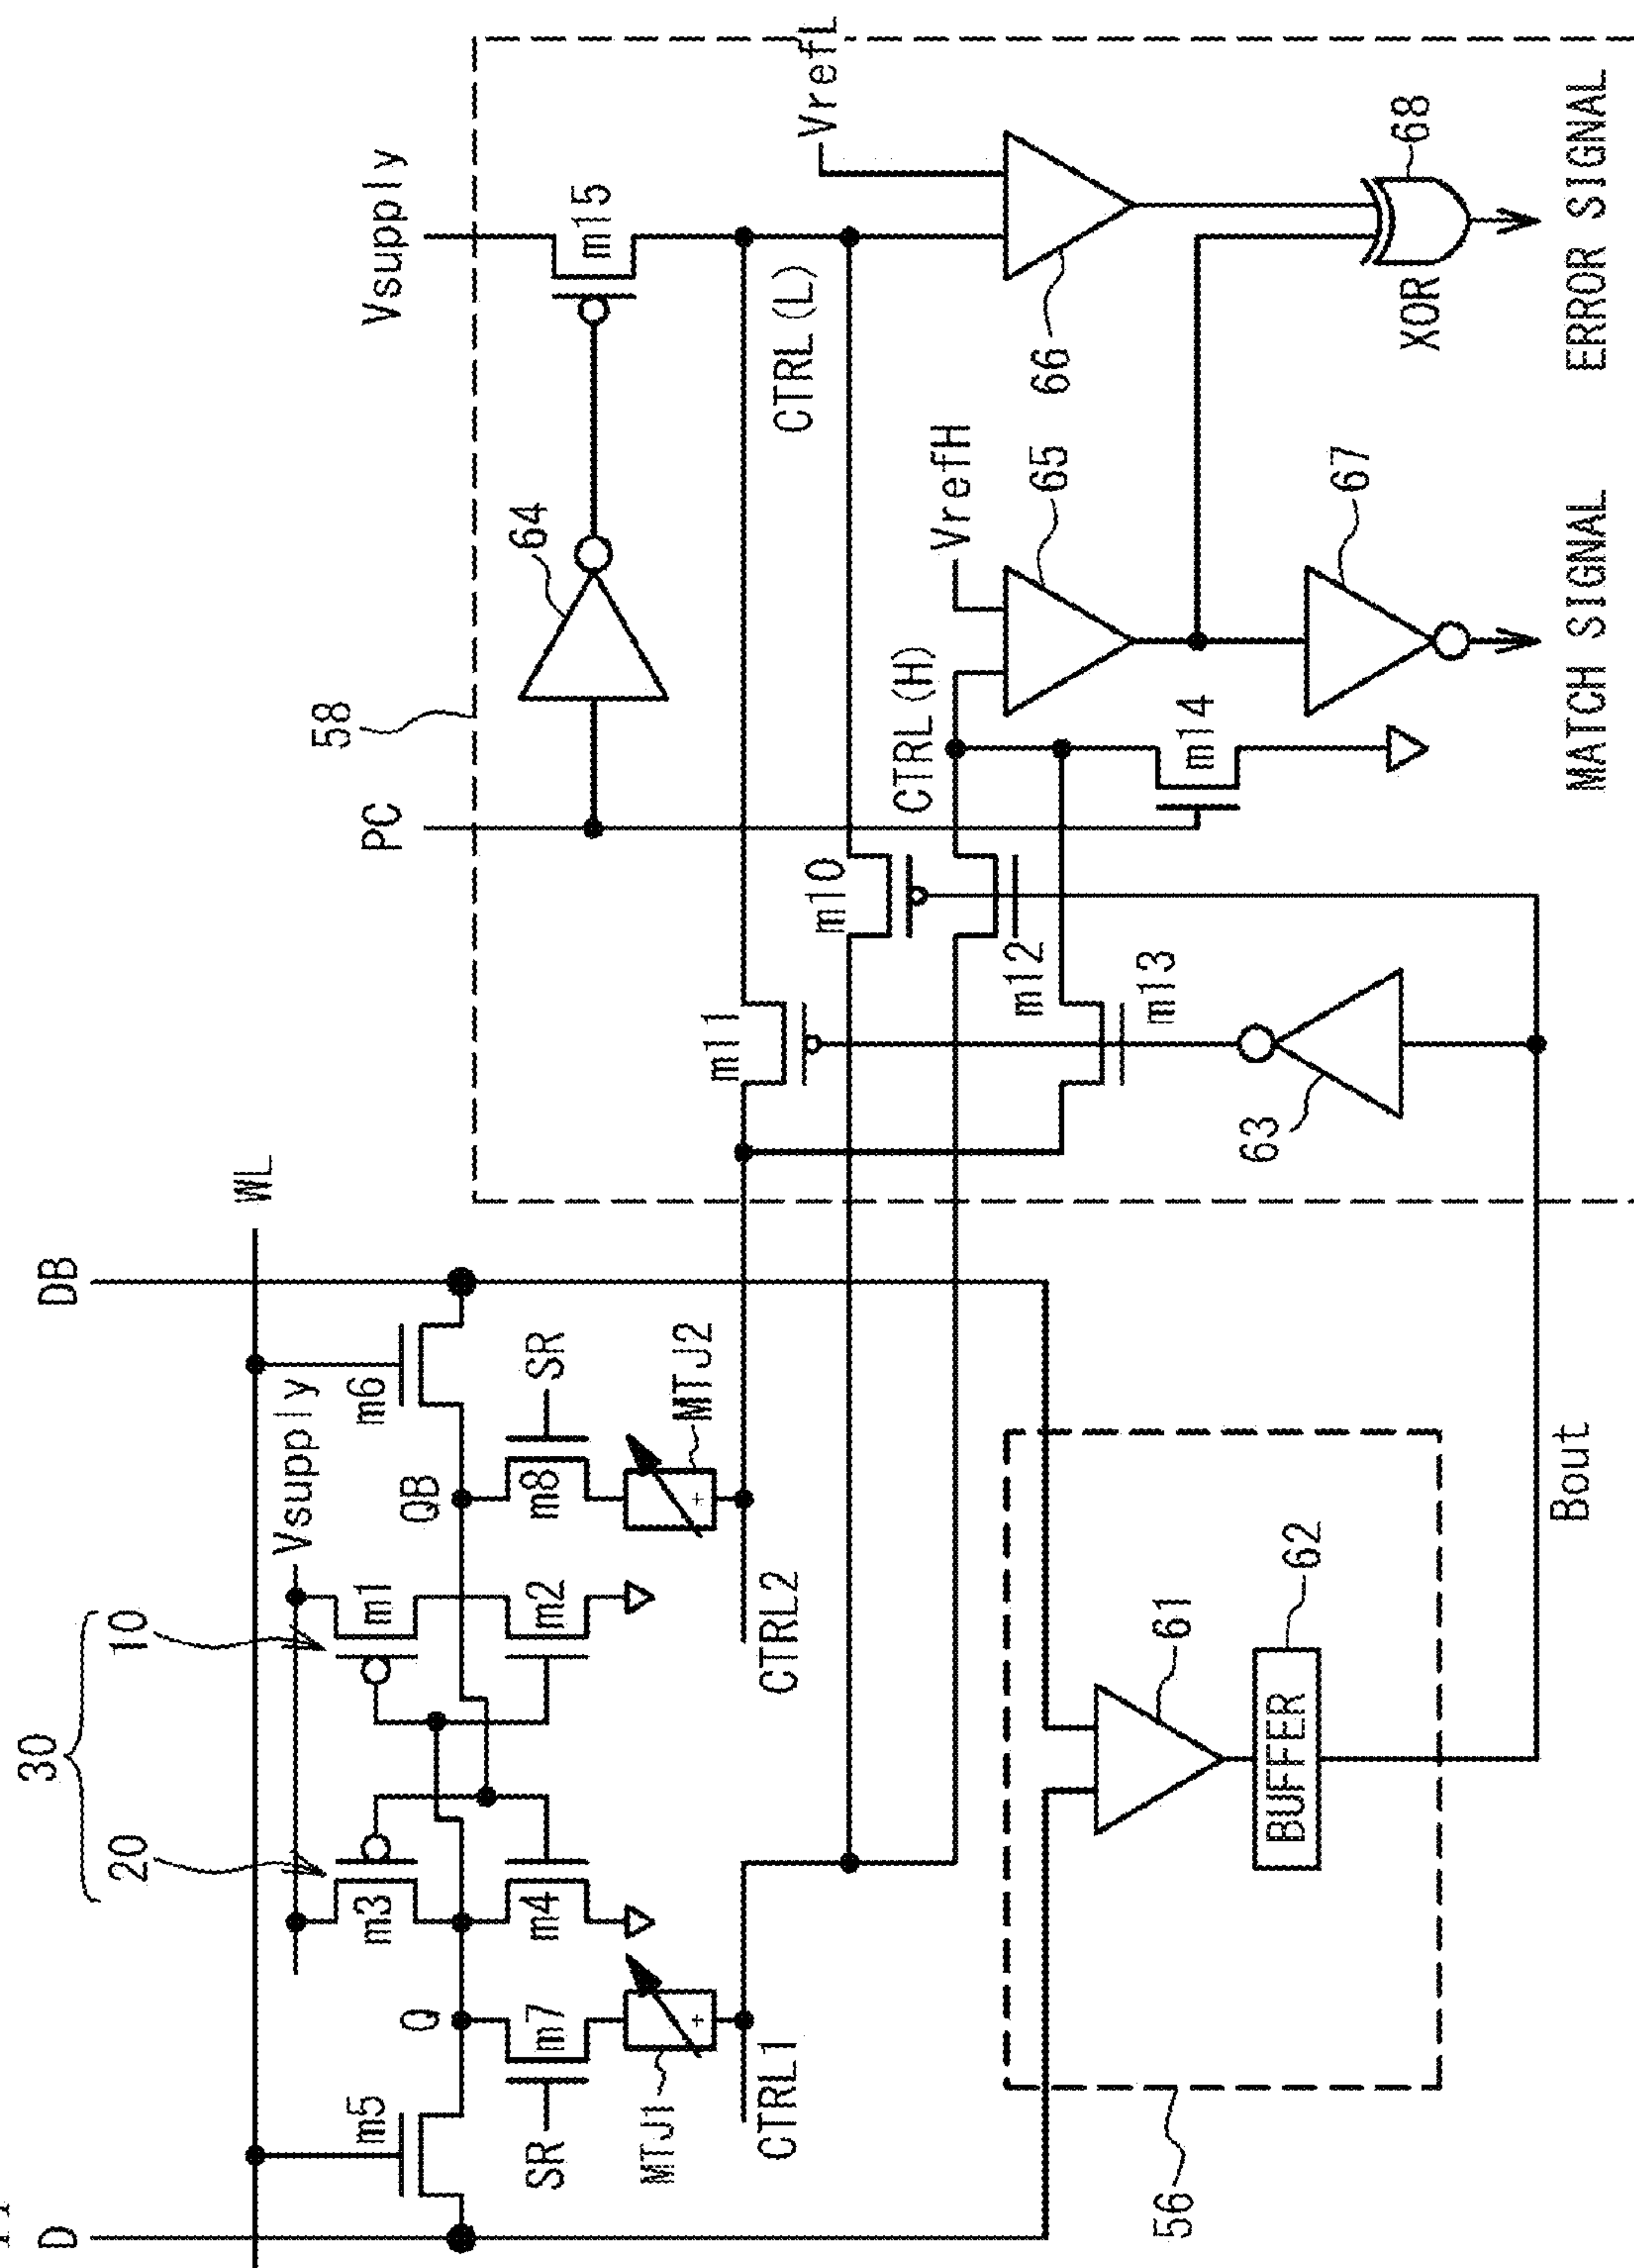 30
20
10
D
DB
WL
Vsupply
m5
m3
m1
m6
Q
QB
SR
m7
m4
m2
m8
SR
MTJ1
MTJ2
CTRL1
CTRL2
56
61
BUFFER
62
Bout
58
PC
Vsupply
64
m15
m11
m10
CTRL(L)
VrefL
CTRL(H)
VrefH
m12
m13
m14
65
66
63
67
XOR
68
MATCH SIGNAL
ERROR SIGNAL